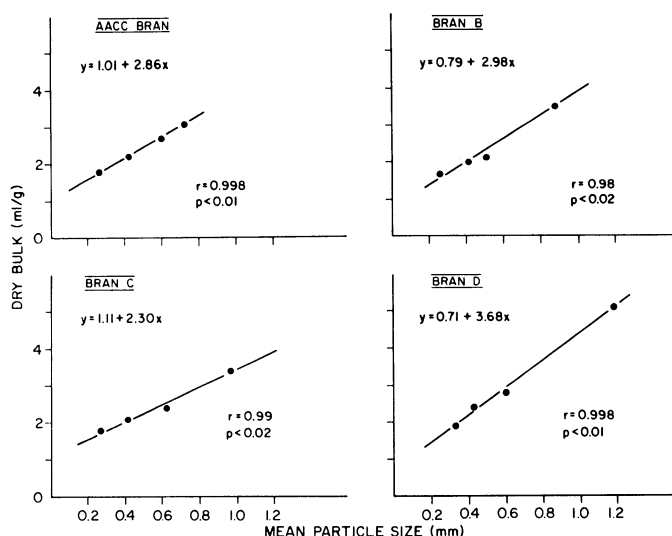 AACC BRAN
y=1.01 + 2.86x
r=0.998
p<0.01
BRAN B
y=0.79 + 2.98x
r=0.98
p<0.02
BRAN C
y=1.11+2.30x
r=0.99
p<0.02
BRAN D
y=0.71 + 3.68x
r=0.998
p<0.01
DRY BULK (ml/g)
4
2
0
4
2
0
0.2 0.4 0.6 0.8 1.0 1.2
0.2 0.4 0.6 0.8 1.0 1.2
MEAN PARTICLE SIZE (mm)